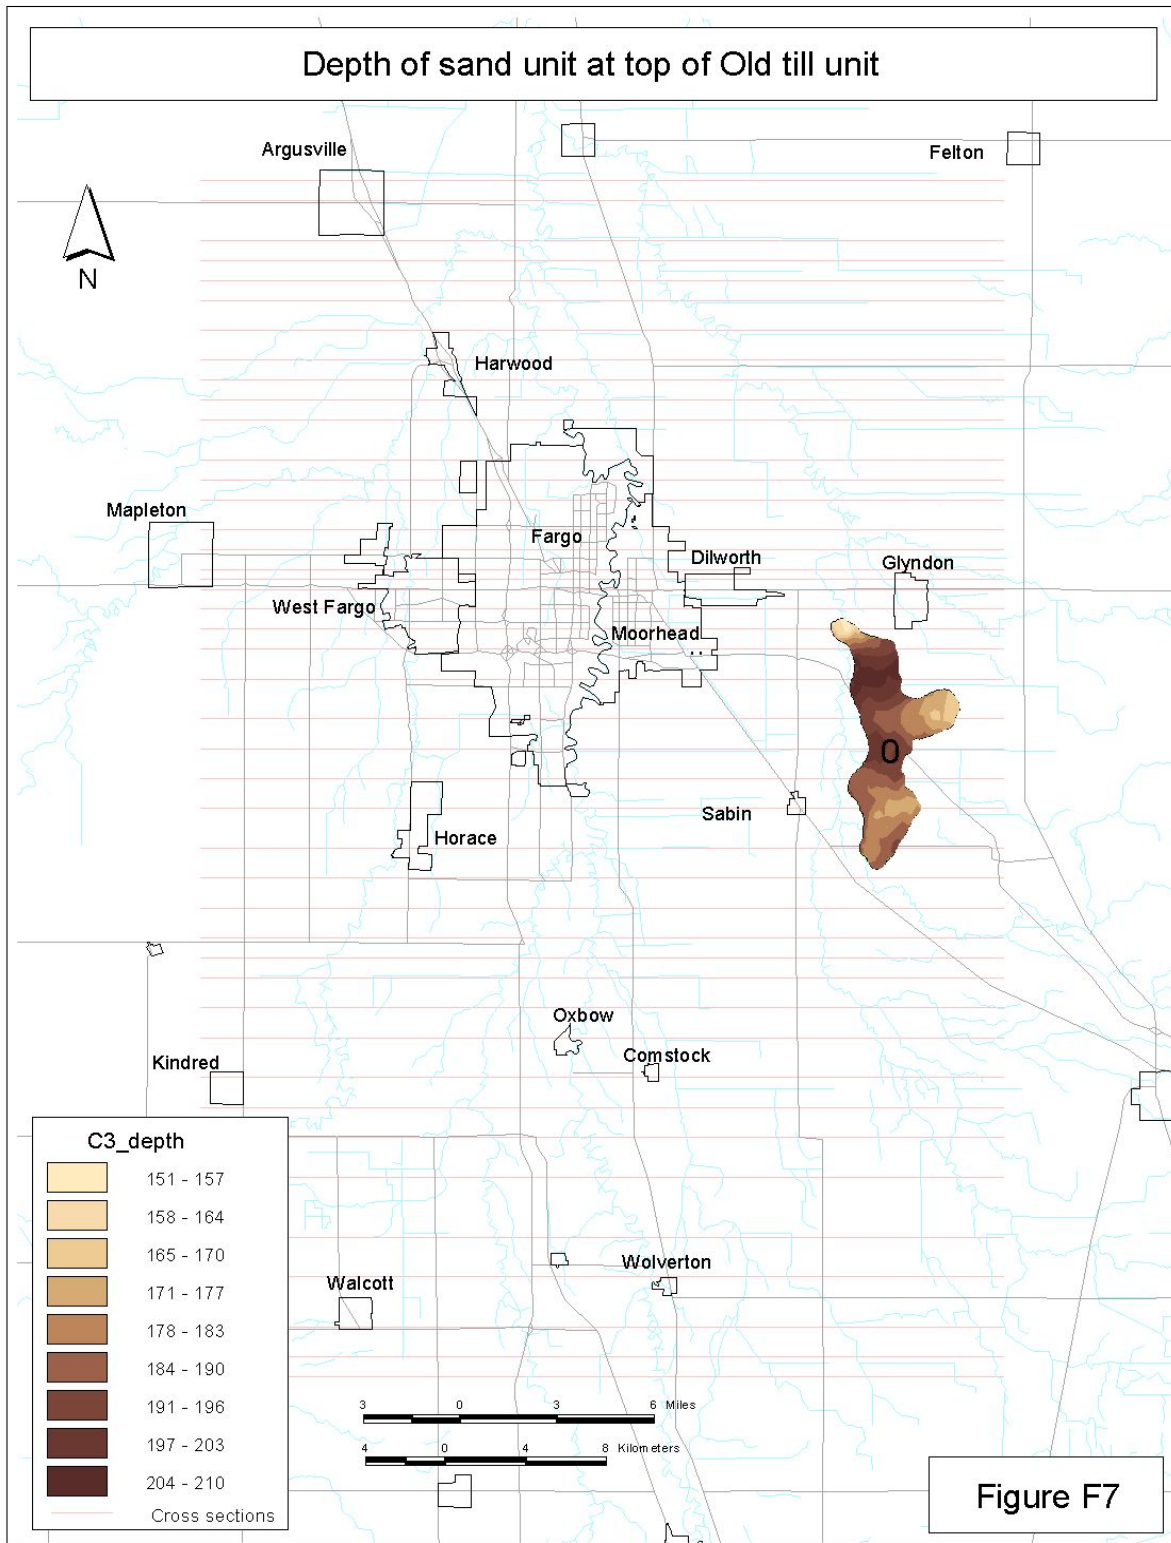 Depth of sand unit at top of Old till unit
Argusville
Felton
N
Harwood
Mapleton
Fargo
Dilworth
Glyndon
West Fargo
Moorhead
0
Sabin
Horace
Oxbow
Comstock
Kindred
C3_depth
151 - 157
158 - 164
165 - 170
171 - 177
178 - 183
184 - 190
191 - 196
197 - 203
204 - 210
Cross sections
Wolverton
Walcott
3 0 3 6 Miles
4 0 4 8 Kilometers
Figure F7